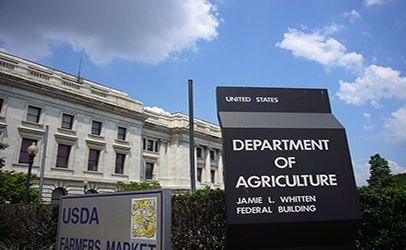 UNITED STATES
DEPARTMENT
OF
AGRICULTURE
JAMIE L. WHITTEN
FEDERAL BUILDING
USDA
FARMERS MARKET